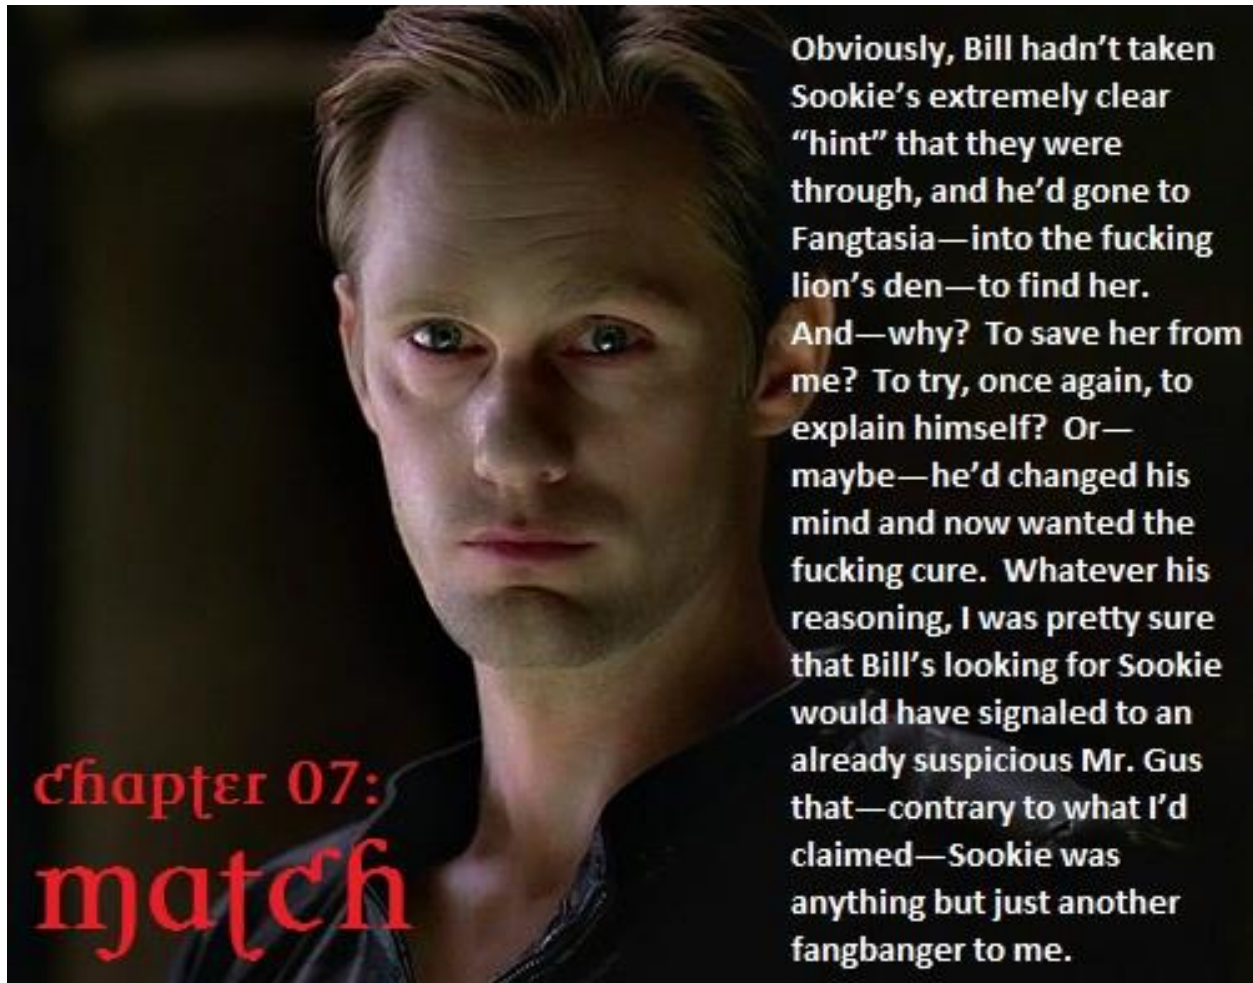 Obviously, Bill hadn’t taken
Sookie’s extremely clear
“hint” that they were
through, and he’d gone to
Fangtasia—into the fucking
lion’s den—to find her.
And—why?  To save her from
me?  To try, once again, to
explain himself?  Or—
maybe—he’d changed his
mind and now wanted the
fucking cure.  Whatever his
reasoning, I was pretty sure
that Bill’s looking for Sookie
would have signaled to an
already suspicious Mr. Gus
that—contrary to what I’d
claimed—Sookie was
anything but just another
fangbanger to me.
chapter 07:
match